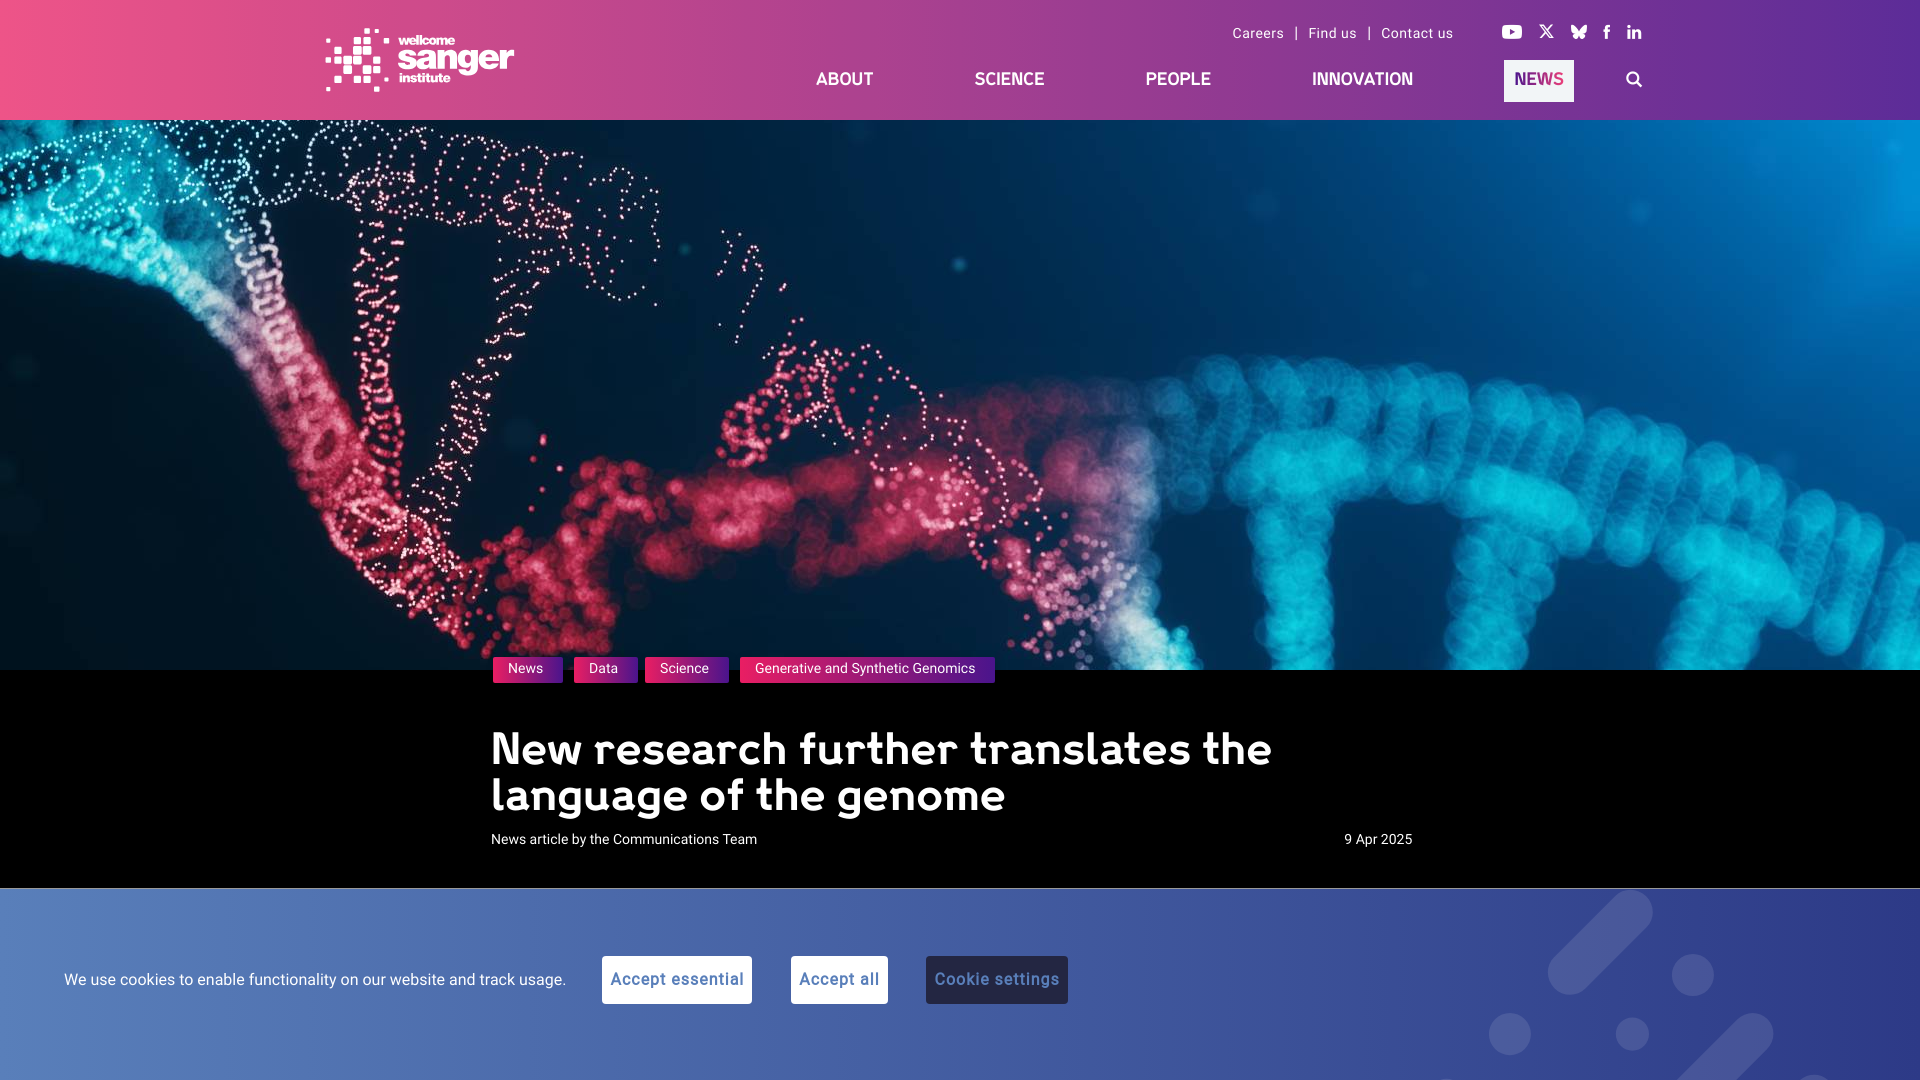 wellcome
sanger
institute
Careers | Find us | Contact us
ABOUT SCIENCE PEOPLE INNOVATION NEWS
News Data Science Generative and Synthetic Genomics
New research further translates the
language of the genome
News article by the Communications Team 9 Apr 2025
We use cookies to enable functionality on our website and track usage. Accept essential Accept all Cookie settings